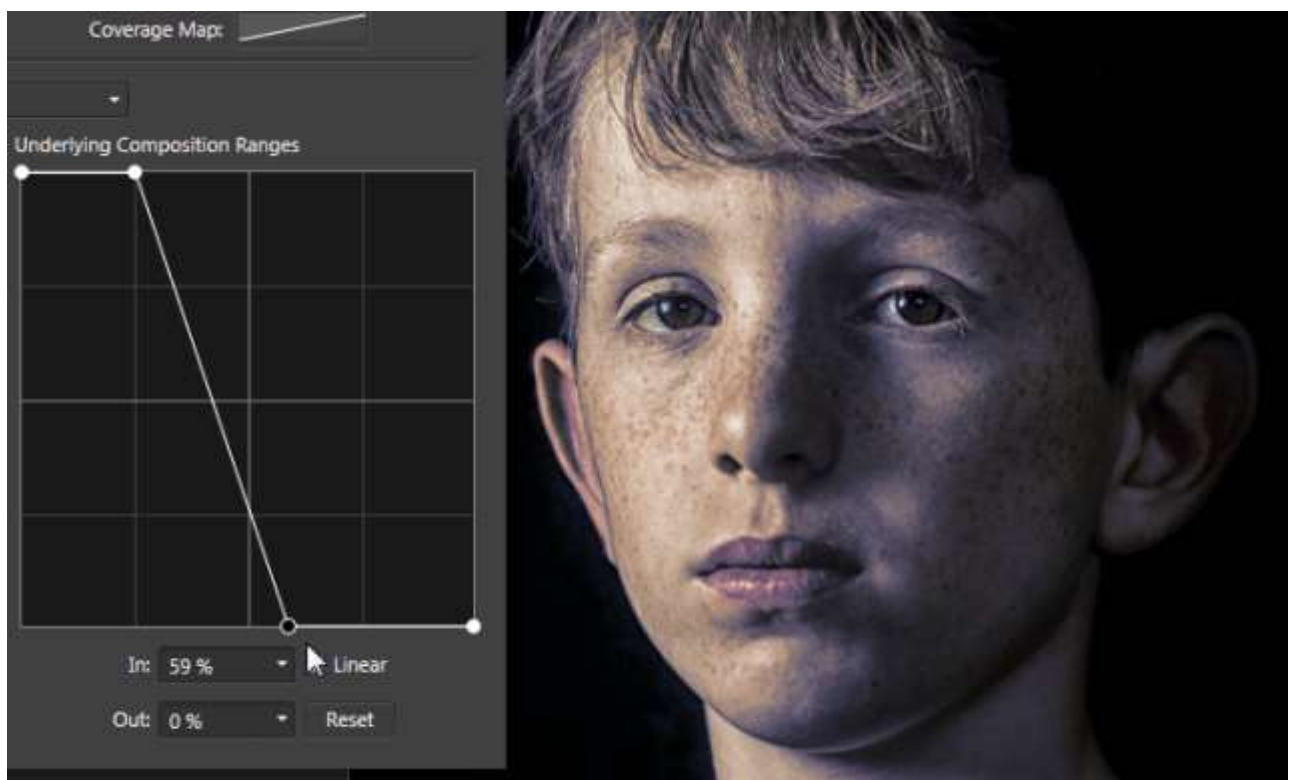 Coverage Map:
Underlying Composition Ranges
In: 59 % Linear
Out: 0 % Reset